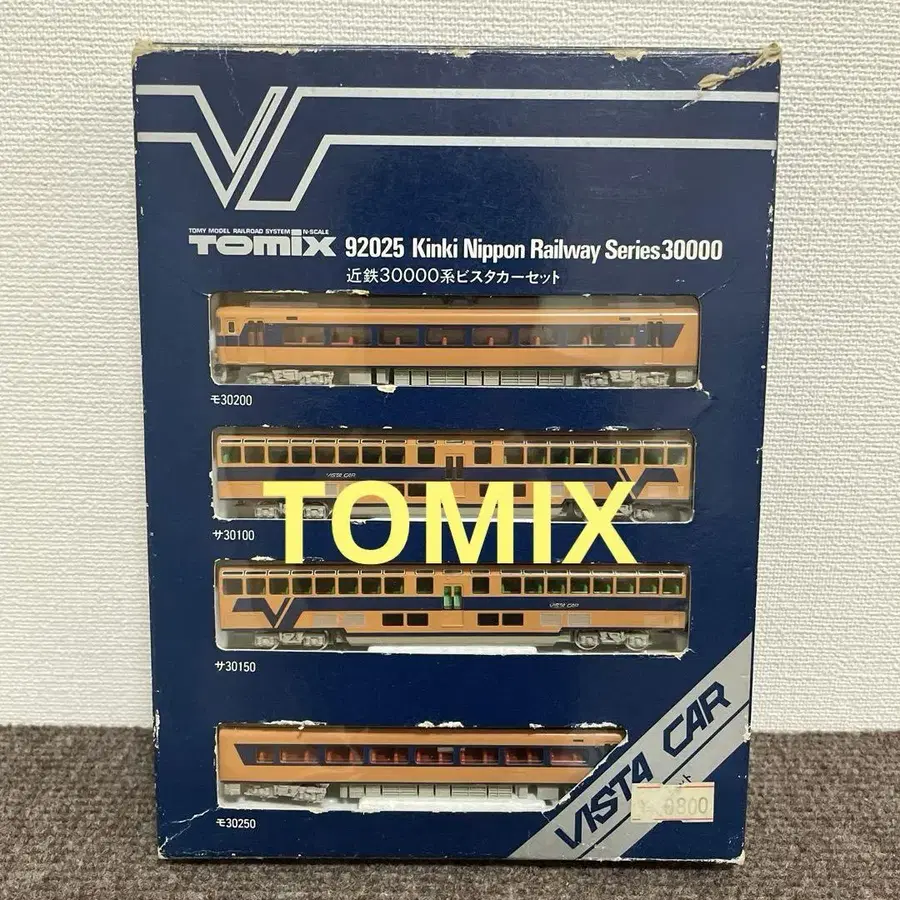 TOMY MODEL RAILROAD SYSTEM N-SCALE
TOMIX 92025 Kinki Nippon Railway Series 30000
近鉄30000系ビスタカーセット
モ30200
VISTA CAR
サ30100
TOMIX
VISTA CAR
サ30150
VISTA CAR
モ30250